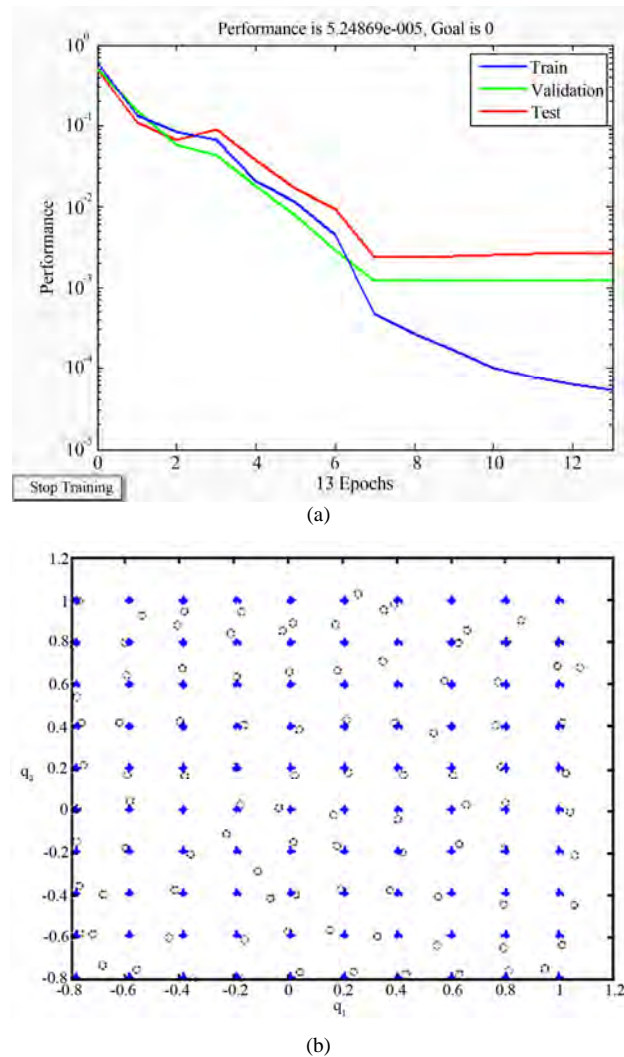 Performance is 5.24869e-005, Goal is 0
10^0
Train
Validation
Test
10^-1
10^-2
Performance
10^-3
10^-4
10^-5
0 2 4 6 8 10 12
13 Epochs
Stop Training
(a)
1.2
1
0.8
0.6
0.4
0.2
q₂
0
-0.2
-0.4
-0.6
-0.8
-0.8 -0.6 -0.4 -0.2 0 0.2 0.4 0.6 0.8 1 1.2
q₁
(b)